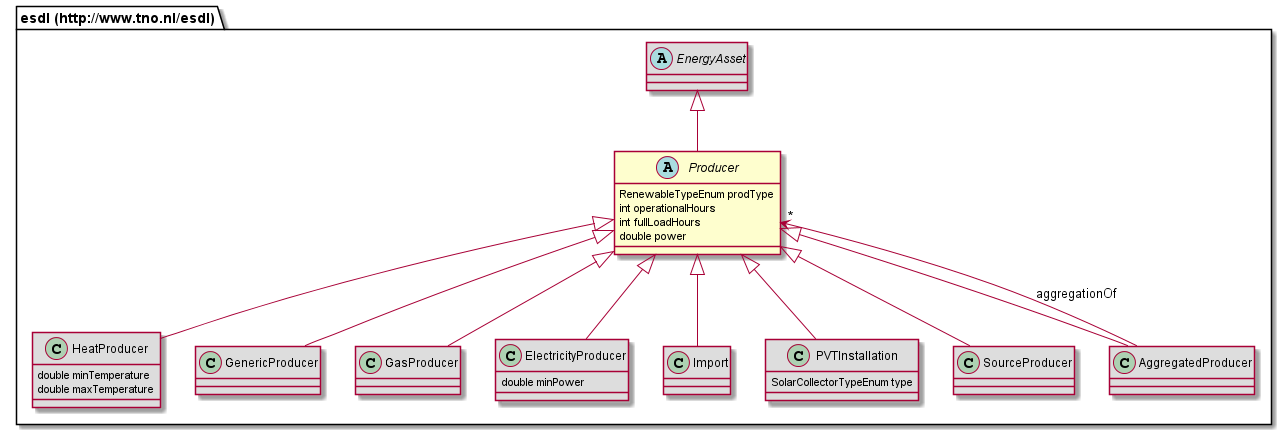 esdl (http://www.tno.nl/esdl)
A EnergyAsset
A Producer
RenewableTypeEnum prodType
int operationalHours
int fullLoadHours
double power
*
aggregationOf
C HeatProducer
double minTemperature
double maxTemperature
C GenericProducer
C GasProducer
C ElectricityProducer
double minPower
C Import
C PVTInstallation
SolarCollectorTypeEnum type
C SourceProducer
C AggregatedProducer